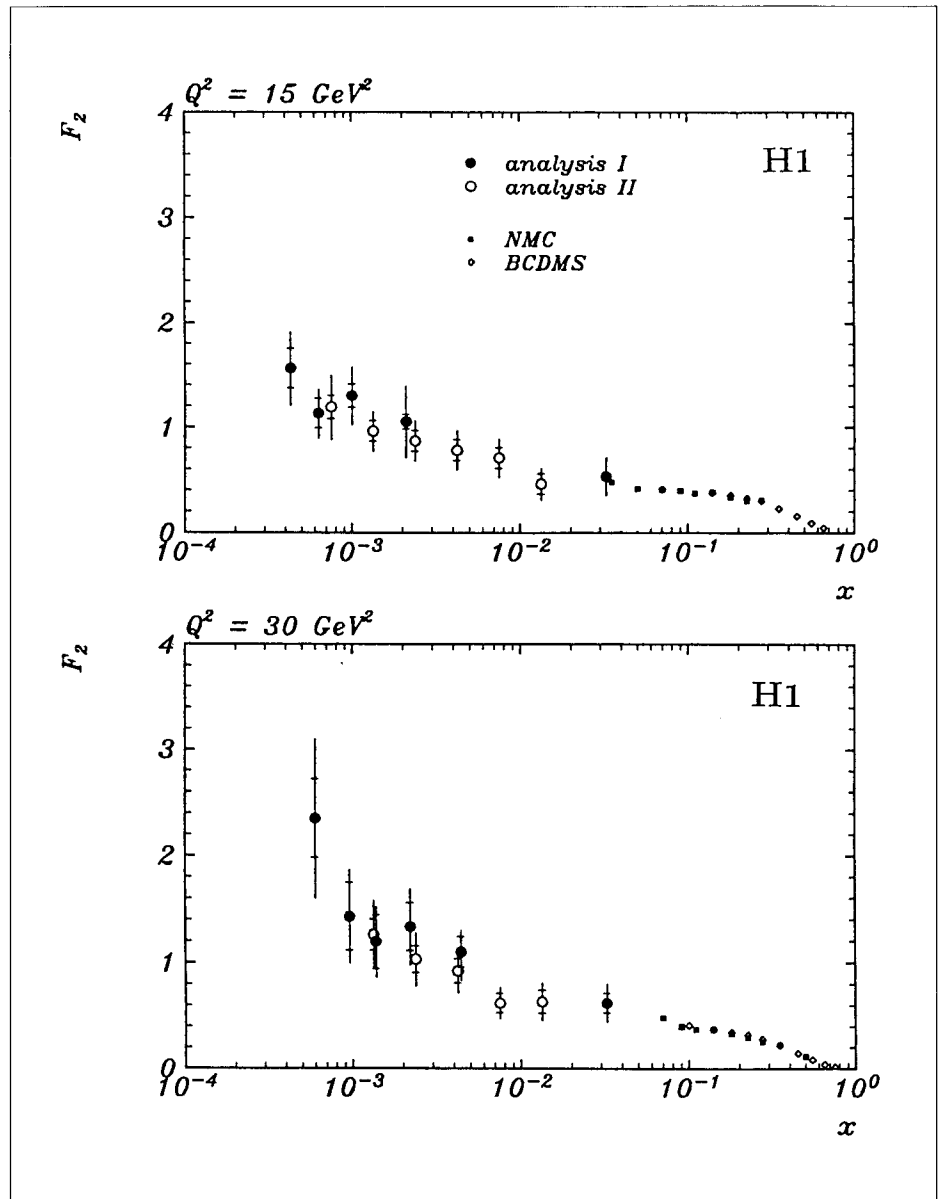 Q² = 15 GeV²
F₂
4
3
2
1
0
H1
analysis I
analysis II
NMC
BCDMS
10⁻⁴ 10⁻³ 10⁻² 10⁻¹ 10⁰
x
Q² = 30 GeV²
F₂
4
3
2
1
0
H1
10⁻⁴ 10⁻³ 10⁻² 10⁻¹ 10⁰
x